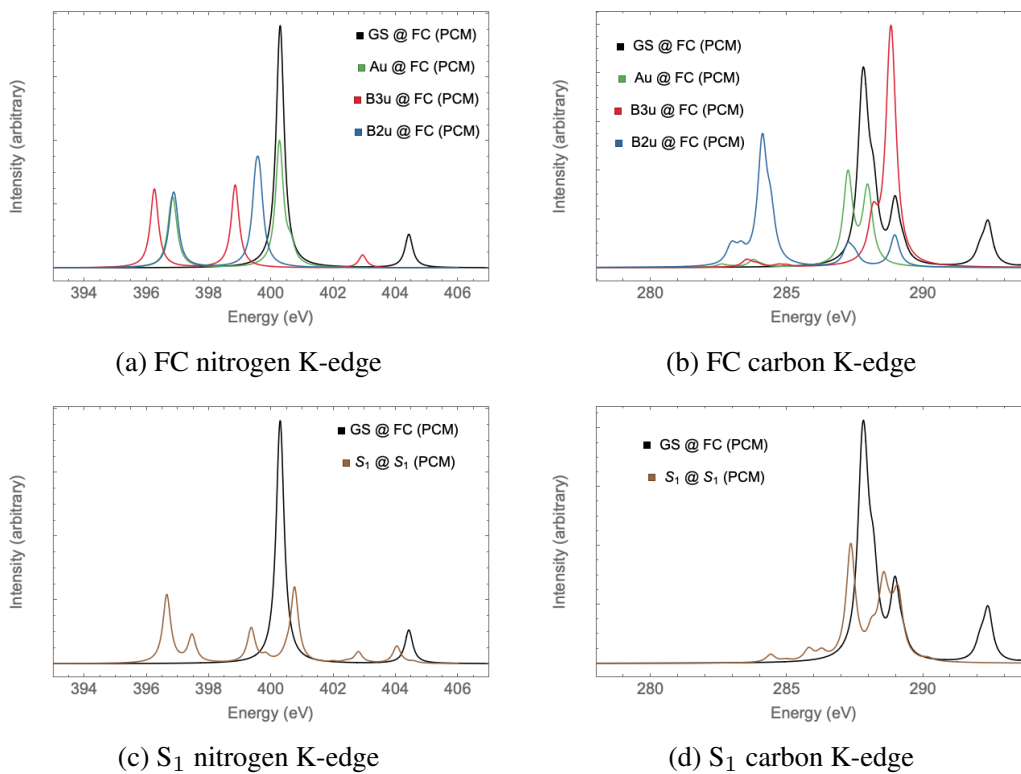 GS @ FC (PCM)
Au @ FC (PCM)
B3u @ FC (PCM)
B2u @ FC (PCM)
Intensity (arbitrary)
394 396 398 400 402 404 406
Energy (eV)
(a) FC nitrogen K-edge
GS @ FC (PCM)
Au @ FC (PCM)
B3u @ FC (PCM)
B2u @ FC (PCM)
Intensity (arbitrary)
280 285 290
Energy (eV)
(b) FC carbon K-edge
GS @ FC (PCM)
S₁ @ S₁ (PCM)
Intensity (arbitrary)
394 396 398 400 402 404 406
Energy (eV)
(c) S₁ nitrogen K-edge
GS @ FC (PCM)
S₁ @ S₁ (PCM)
Intensity (arbitrary)
280 285 290
Energy (eV)
(d) S₁ carbon K-edge